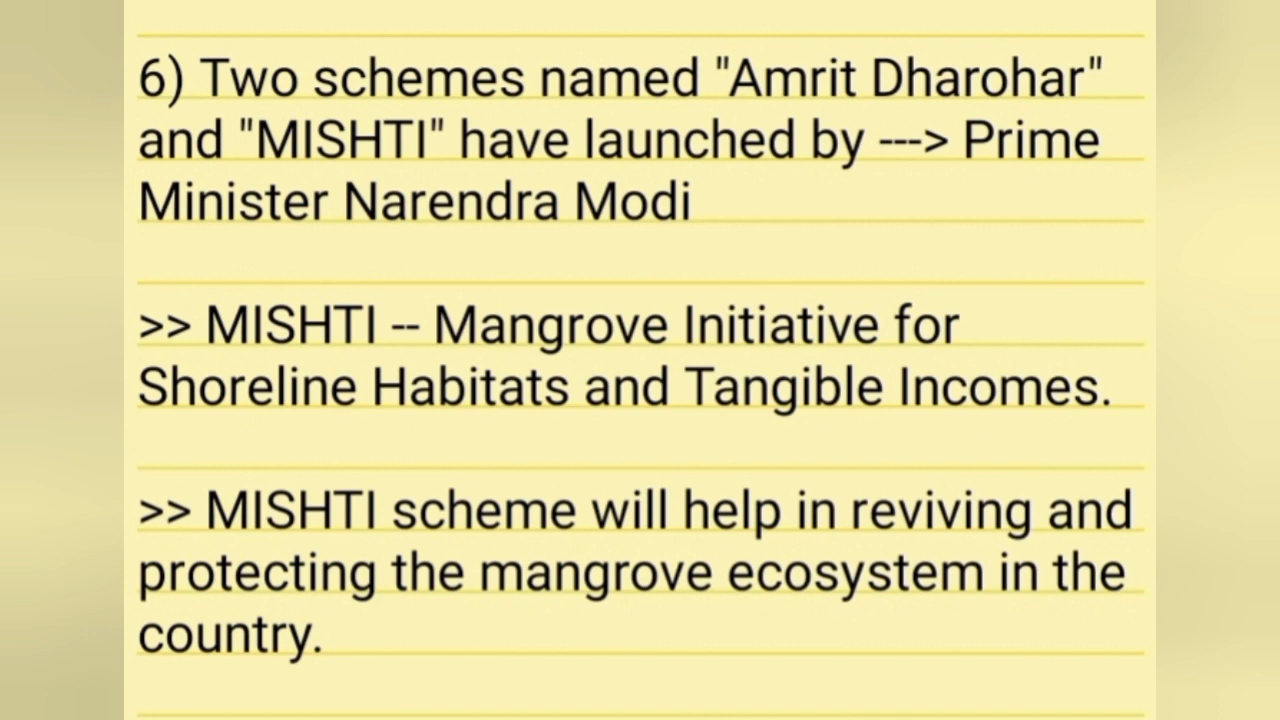 6) Two schemes named "Amrit Dharohar"
and "MISHTI" have launched by ---> Prime
Minister Narendra Modi
>> MISHTI -- Mangrove Initiative for
Shoreline Habitats and Tangible Incomes.
>> MISHTI scheme will help in reviving and
protecting the mangrove ecosystem in the
country.